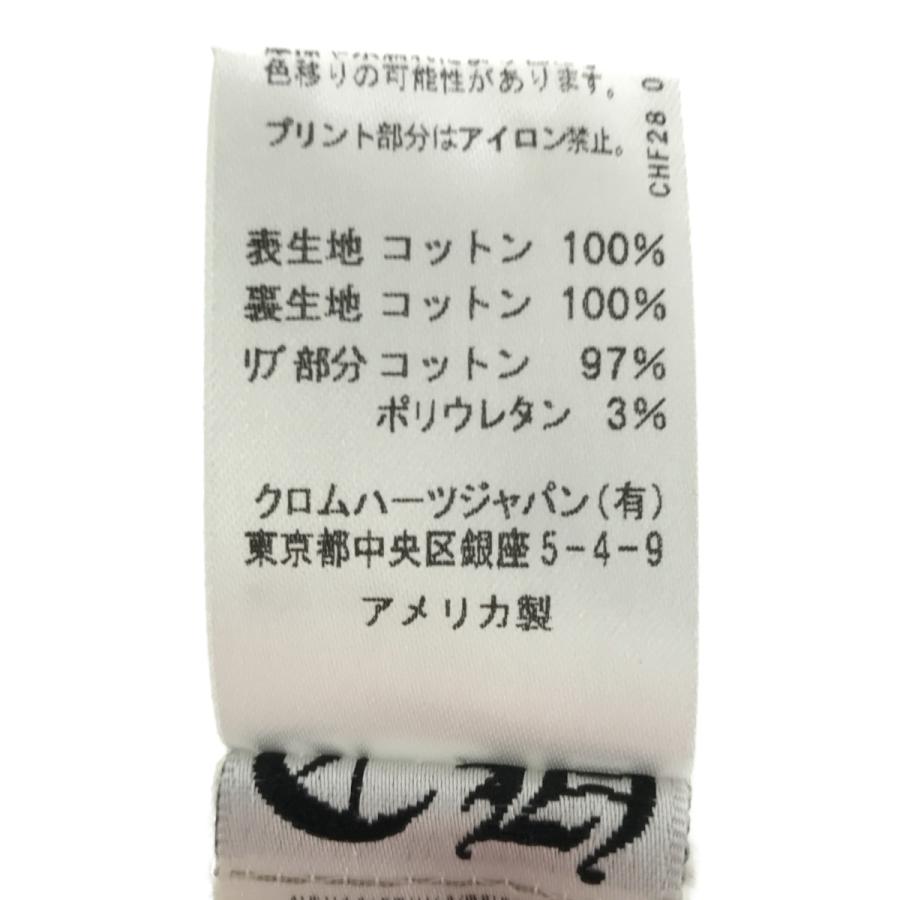 色移りの可能性があります。
プリント部分はアイロン禁止。
CHF28 0
表生地 コットン 100%
裏生地 コットン 100%
リブ部分 コットン 97%
ポリウレタン 3%
クロムハーツジャパン(有)
東京都中央区銀座5-4-9
アメリカ製